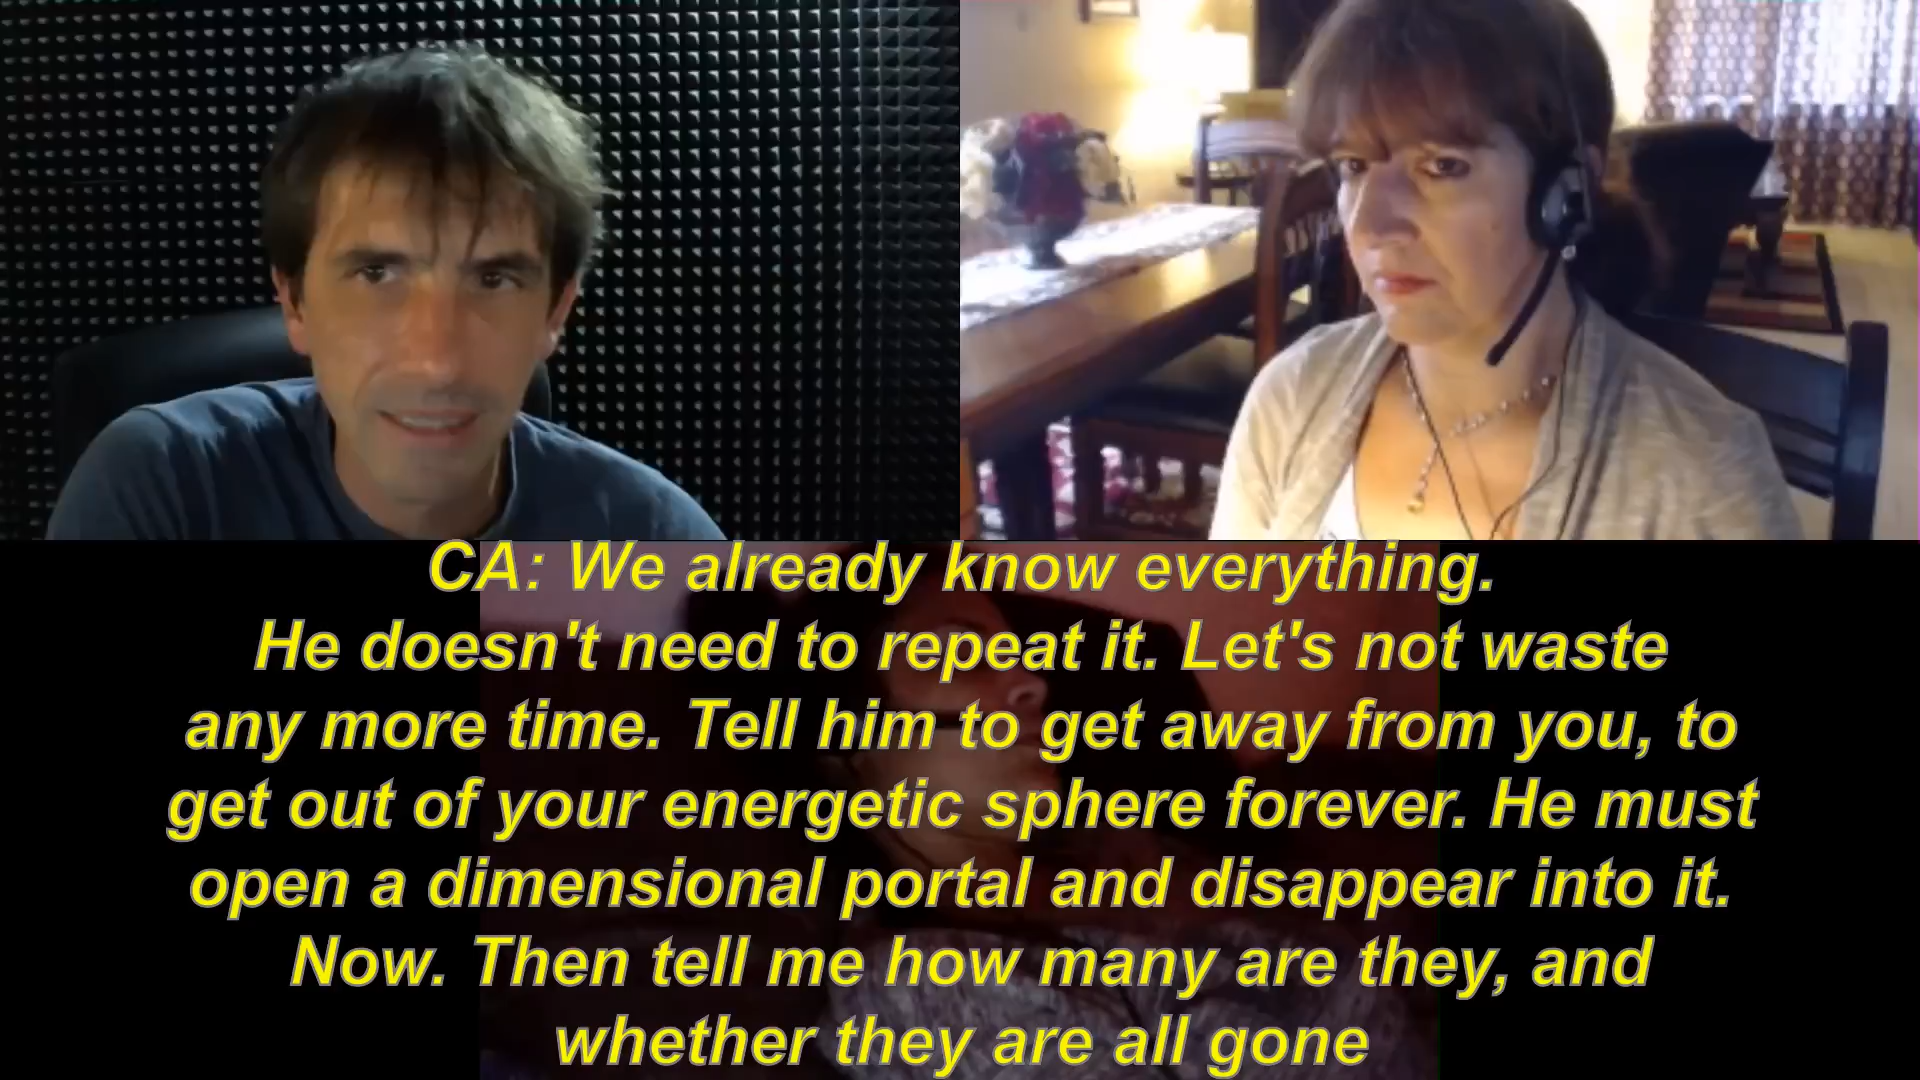 CA: We already know everything.
He doesn't need to repeat it. Let's not waste
any more time. Tell him to get away from you, to
get out of your energetic sphere forever. He must
open a dimensional portal and disappear into it.
Now. Then tell me how many are they, and
whether they are all gone